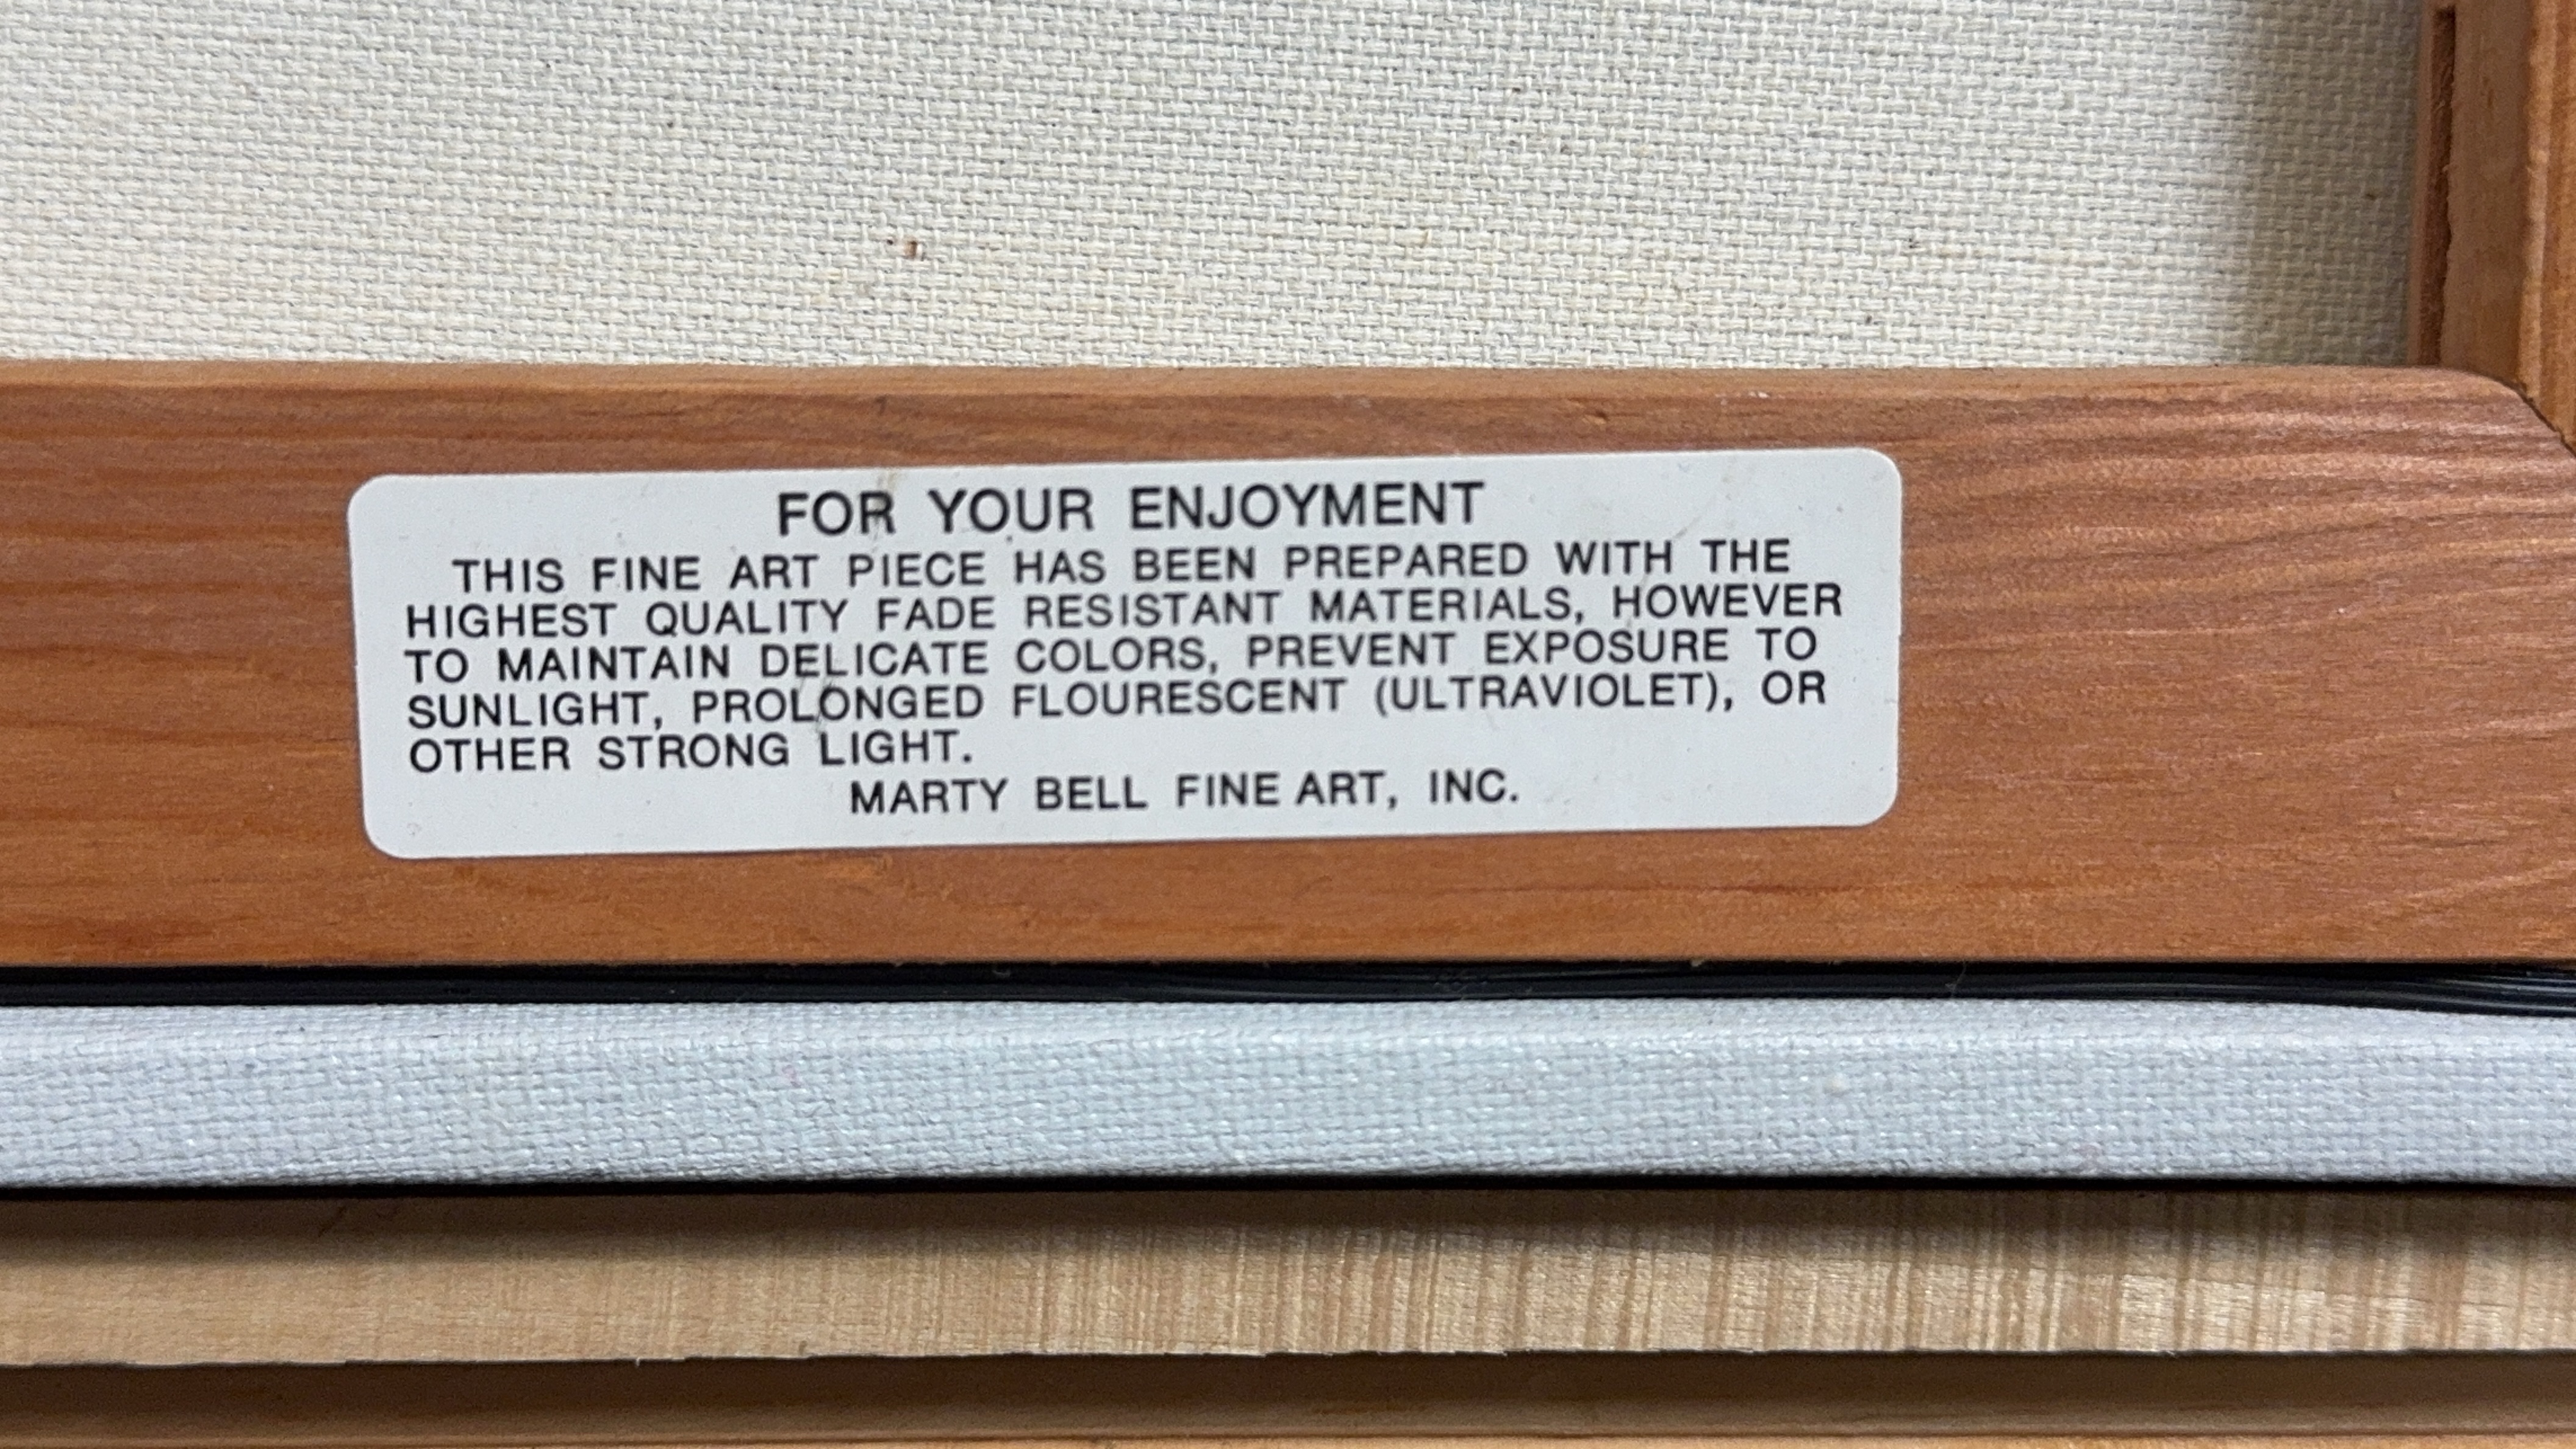 FOR YOUR ENJOYMENT
THIS FINE ART PIECE HAS BEEN PREPARED WITH THE
HIGHEST QUALITY FADE RESISTANT MATERIALS, HOWEVER
TO MAINTAIN DELICATE COLORS, PREVENT EXPOSURE TO
SUNLIGHT, PROLONGED FLOURESCENT (ULTRAVIOLET), OR
OTHER STRONG LIGHT.
MARTY BELL FINE ART, INC.